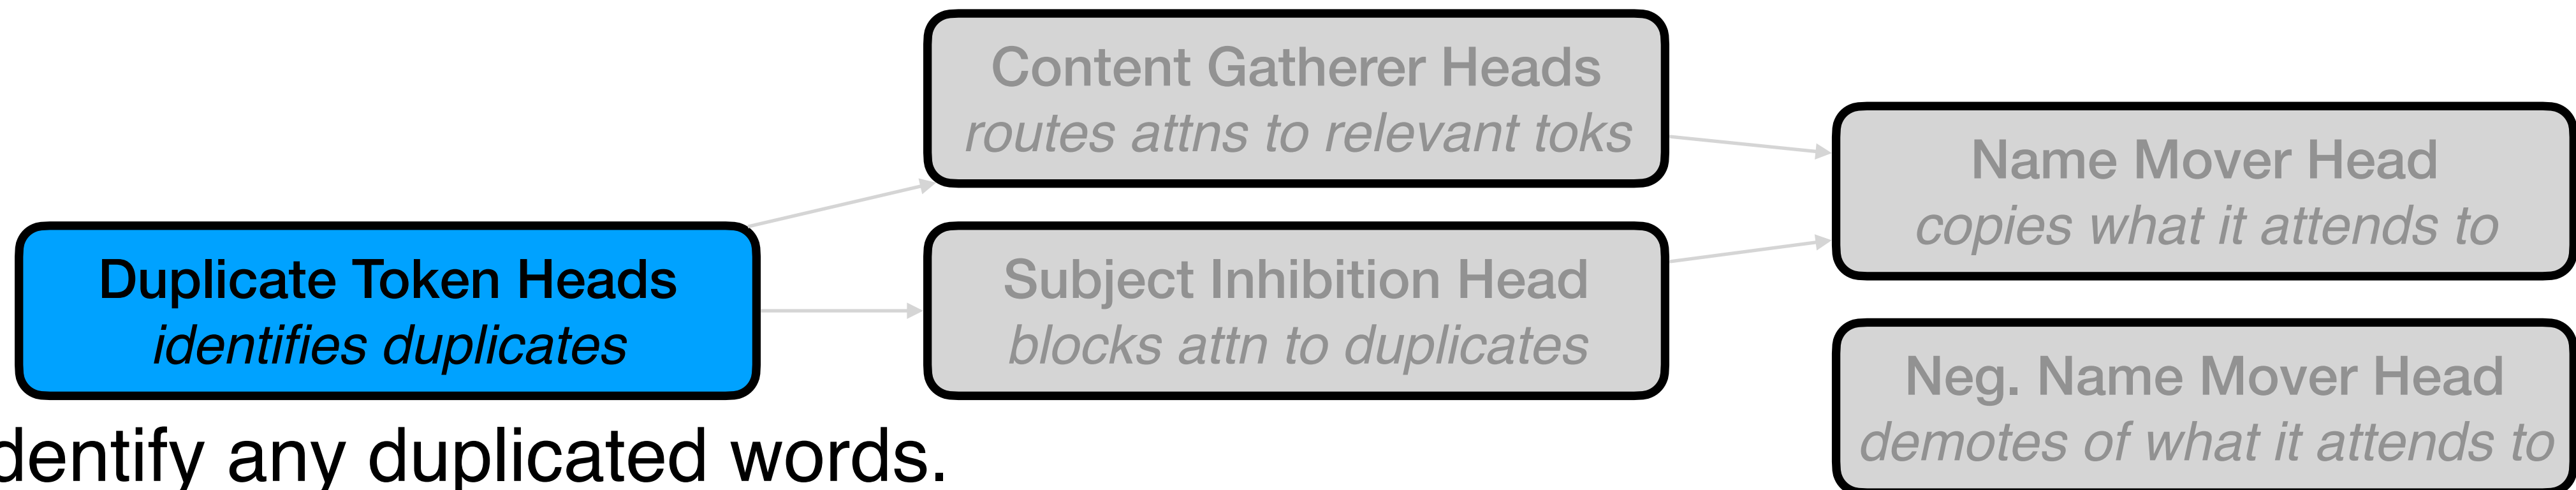 Content Gatherer Heads
routes attns to relevant toks
Name Mover Head
copies what it attends to
Duplicate Token Heads
identifies duplicates
Subject Inhibition Head
blocks attn to duplicates
Neg. Name Mover Head
demotes of what it attends to
dentify any duplicated words.